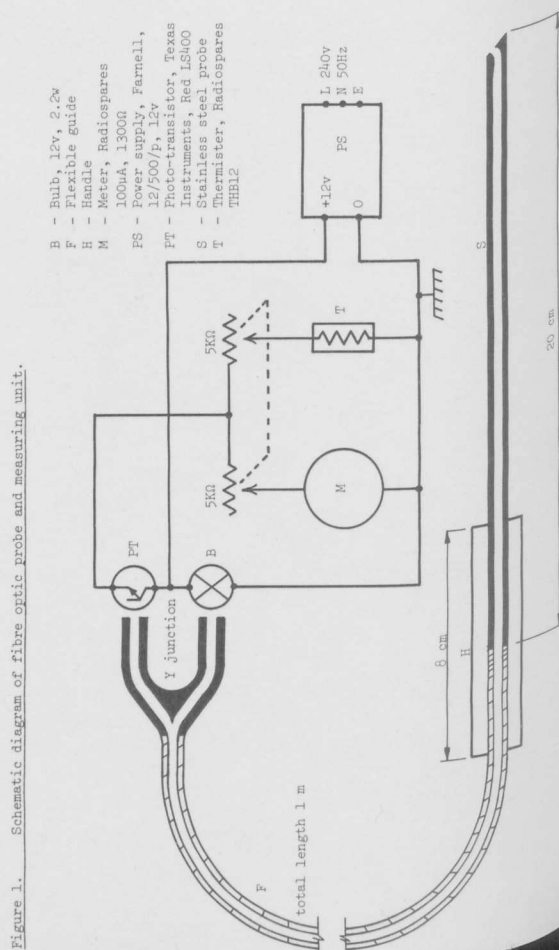 Figure 1. Schematic diagram of fibre optic probe and measuring unit.
B - Bulb, 12v, 2.2w
F - Flexible guide
H - Handle
M - Meter, Radiospares
100µA, 1300Ω
PS - Power supply, Farnell,
12/500/p, 12v
PT - Photo-transistor, Texas
Instruments, Red LS400
S - Stainless steel probe
T - Thermister, Radiospares
THB12
PT
Y junction
B
5KΩ
5KΩ
M
T
+12v
O
PS
L 240v
N 50Hz
E
F
total length 1 m
8 cm
H
S
20 cm